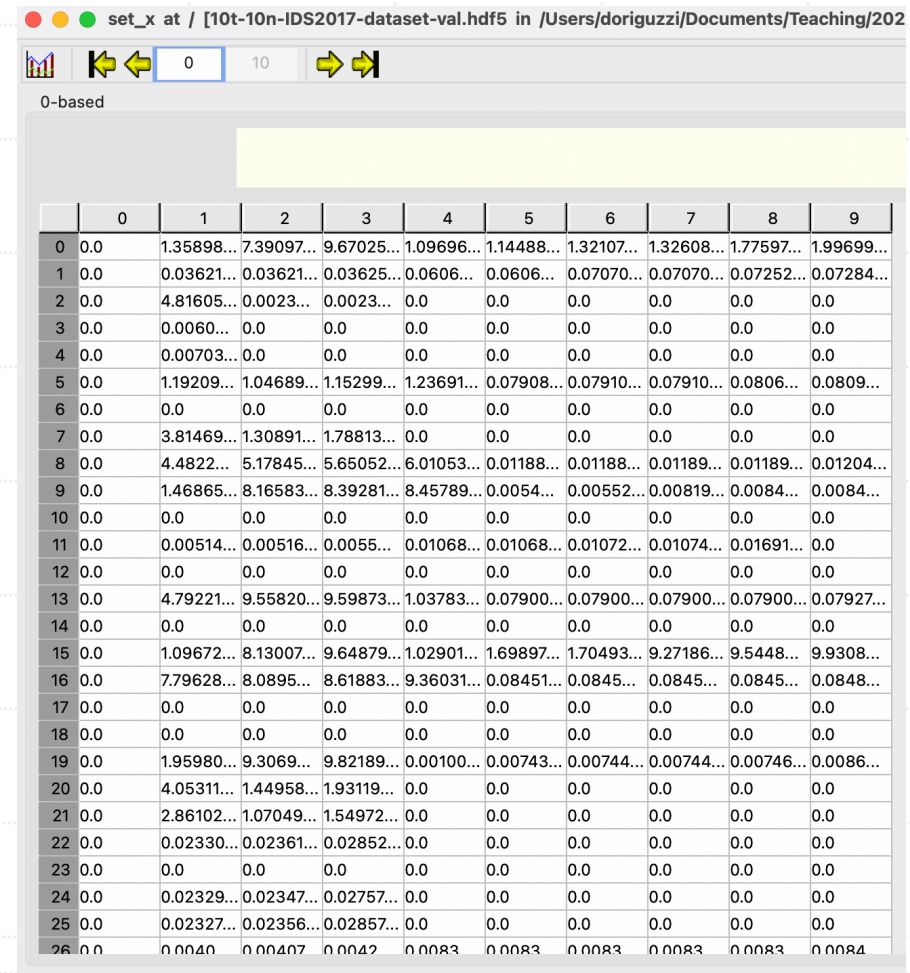 set_x at / [10t-10n-IDS2017-dataset-val.hdf5 in /Users/doriguzzi/Documents/Teaching/202
0 10
0-based
0 1 2 3 4 5 6 7 8 9
0 0.0 1.35898... 7.39097... 9.67025... 1.09696... 1.14488... 1.32107... 1.32608... 1.77597... 1.99699...
1 0.0 0.03621... 0.03621... 0.03625... 0.0606... 0.0606... 0.07070... 0.07070... 0.07252... 0.07284...
2 0.0 4.81605... 0.0023... 0.0023... 0.0 0.0 0.0 0.0 0.0 0.0
3 0.0 0.0060... 0.0 0.0 0.0 0.0 0.0 0.0 0.0 0.0
4 0.0 0.00703... 0.0 0.0 0.0 0.0 0.0 0.0 0.0 0.0
5 0.0 1.19209... 1.04689... 1.15299... 1.23691... 0.07908... 0.07910... 0.07910... 0.0806... 0.0809...
6 0.0 0.0 0.0 0.0 0.0 0.0 0.0 0.0 0.0 0.0
7 0.0 3.81469... 1.30891... 1.78813... 0.0 0.0 0.0 0.0 0.0 0.0
8 0.0 4.4822... 5.17845... 5.65052... 6.01053... 0.01188... 0.01188... 0.01189... 0.01189... 0.01204...
9 0.0 1.46865... 8.16583... 8.39281... 8.45789... 0.0054... 0.00552... 0.00819... 0.0084... 0.0084...
10 0.0 0.0 0.0 0.0 0.0 0.0 0.0 0.0 0.0 0.0
11 0.0 0.00514... 0.00516... 0.0055... 0.01068... 0.01068... 0.01072... 0.01074... 0.01691... 0.0
12 0.0 0.0 0.0 0.0 0.0 0.0 0.0 0.0 0.0 0.0
13 0.0 4.79221... 9.55820... 9.59873... 1.03783... 0.07900... 0.07900... 0.07900... 0.07900... 0.07927...
14 0.0 0.0 0.0 0.0 0.0 0.0 0.0 0.0 0.0 0.0
15 0.0 1.09672... 8.13007... 9.64879... 1.02901... 1.69897... 1.70493... 9.27186... 9.5448... 9.9308...
16 0.0 7.79628... 8.0895... 8.61883... 9.36031... 0.08451... 0.0845... 0.0845... 0.0845... 0.0848...
17 0.0 0.0 0.0 0.0 0.0 0.0 0.0 0.0 0.0 0.0
18 0.0 0.0 0.0 0.0 0.0 0.0 0.0 0.0 0.0 0.0
19 0.0 1.95980... 9.3069... 9.82189... 0.00100... 0.00743... 0.00744... 0.00744... 0.00746... 0.0086...
20 0.0 4.05311... 1.44958... 1.93119... 0.0 0.0 0.0 0.0 0.0 0.0
21 0.0 2.86102... 1.07049... 1.54972... 0.0 0.0 0.0 0.0 0.0 0.0
22 0.0 0.02330... 0.02361... 0.02852... 0.0 0.0 0.0 0.0 0.0 0.0
23 0.0 0.0 0.0 0.0 0.0 0.0 0.0 0.0 0.0 0.0
24 0.0 0.02329... 0.02347... 0.02757... 0.0 0.0 0.0 0.0 0.0 0.0
25 0.0 0.02327... 0.02356... 0.02857... 0.0 0.0 0.0 0.0 0.0 0.0
26 0.0 0.0040 0.00407 0.0042 0.0083 0.0083 0.0083 0.0083 0.0083 0.0084